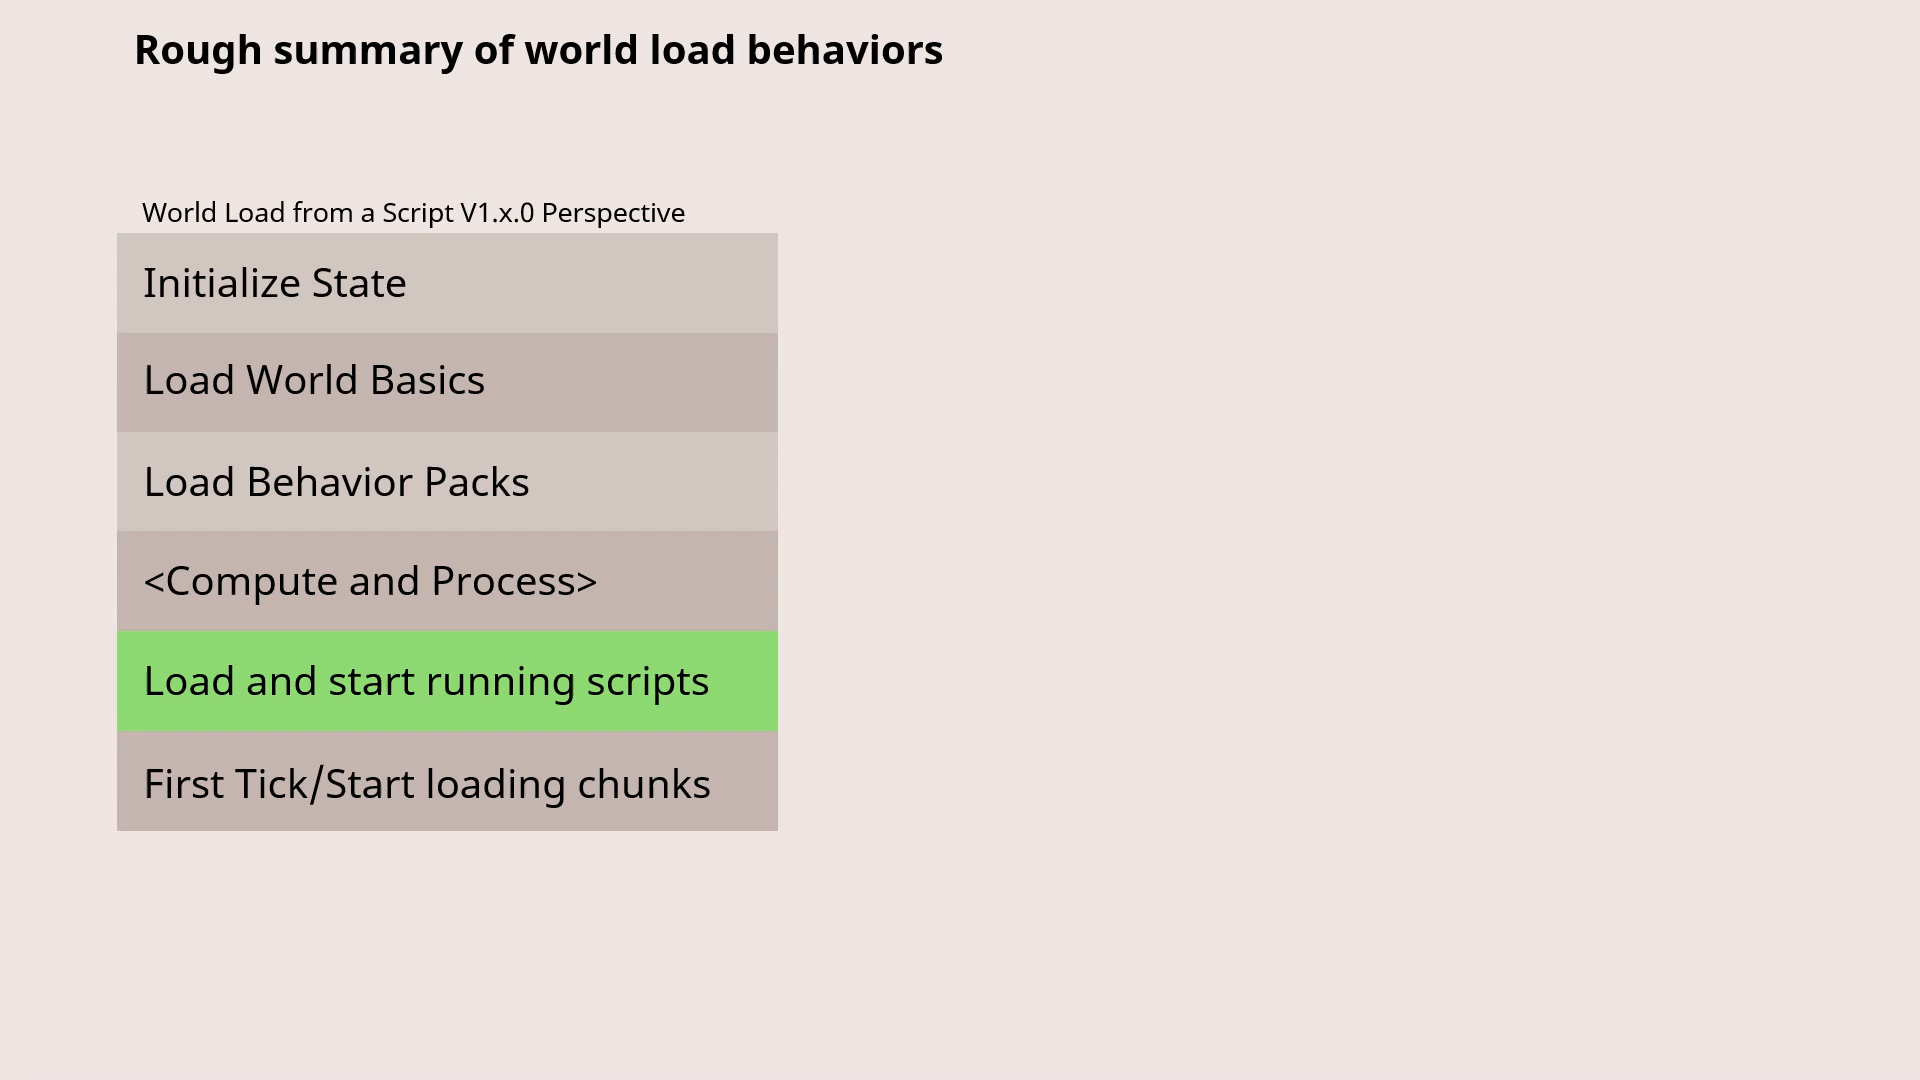 Rough summary of world load behaviors
World Load from a Script V1.x.0 Perspective
Initialize State
Load World Basics
Load Behavior Packs
<Compute and Process>
Load and start running scripts
First Tick/Start loading chunks